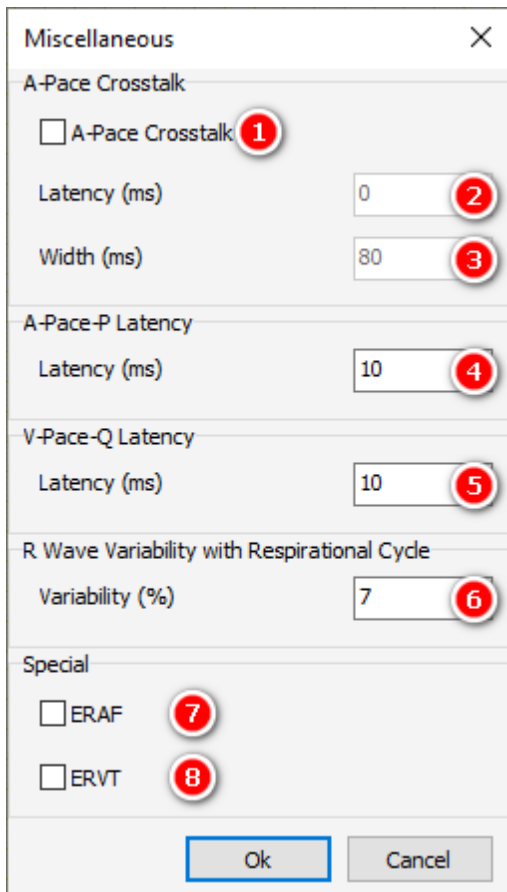 Miscellaneous
A-Pace Crosstalk
A-Pace Crosstalk 1
Latency (ms) 0 2
Width (ms) 80 3
A-Pace-P Latency
Latency (ms) 10 4
V-Pace-Q Latency
Latency (ms) 10 5
R Wave Variability with Respirational Cycle
Variability (%) 7 6
Special
ERAF 7
ERVT 8
Ok Cancel